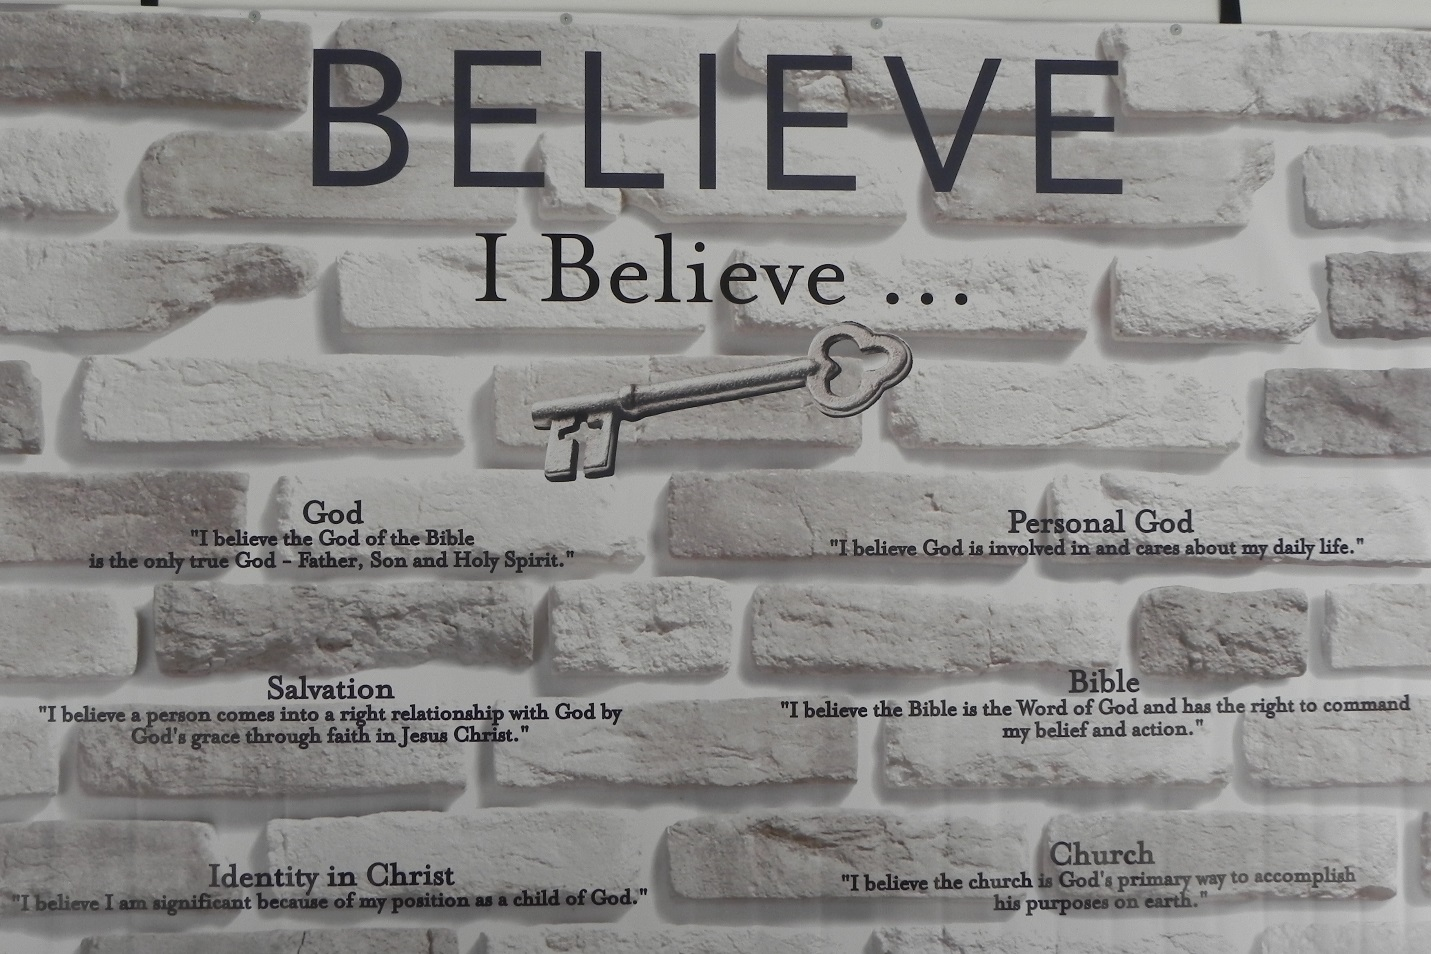 BELIEVE
I Believe ...
God
"I believe the God of the Bible
is the only true God – Father, Son and Holy Spirit."
Personal God
"I believe God is involved in and cares about my daily life."
Salvation
"I believe a person comes into a right relationship with God by
God's grace through faith in Jesus Christ."
Bible
"I believe the Bible is the Word of God and has the right to command
my belief and action."
Identity in Christ
"I believe I am significant because of my position as a child of God."
Church
"I believe the church is God's primary way to accomplish
his purposes on earth."